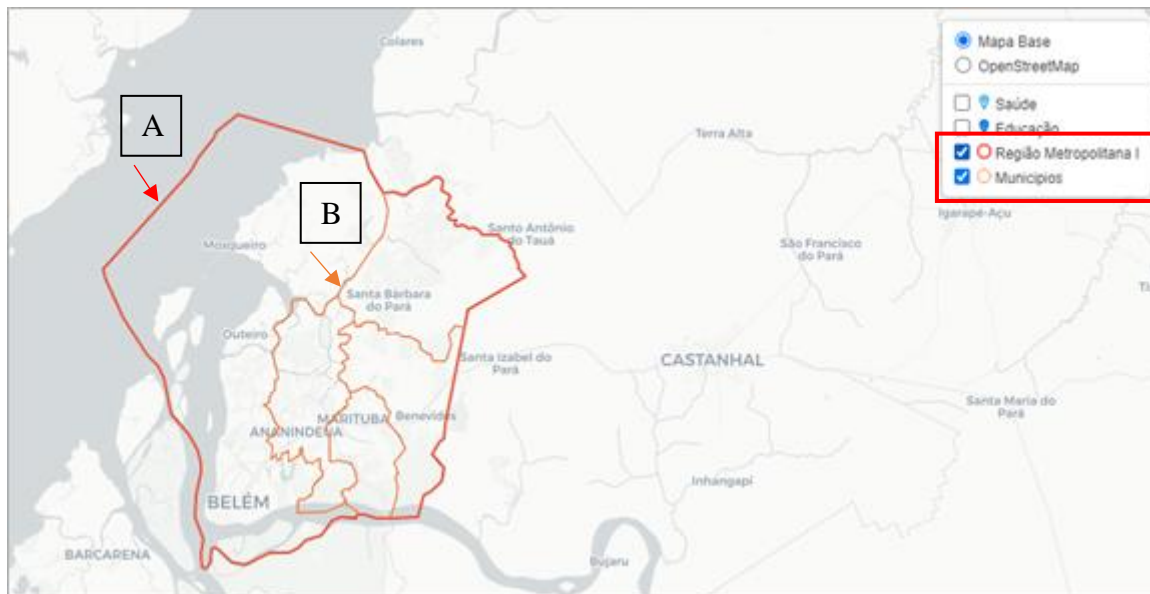 Colares
Mapa Base
OpenStreetMap
Saúde
Educação
Região Metropolitana I
Municípios
A
Terra Alta
B
Santo Antônio
do Tauá
Igarapé-Açu
Mosqueiro
São Francisco
do Pará
Santa Bárbara
do Pará
Outeiro
Santa Izabel do
Pará
CASTANHAL
Santa Maria do
Pará
MARITUBA
Benevides
ANANINDEUA
Inhangapi
BELÉM
BARCARENA
Bujaru